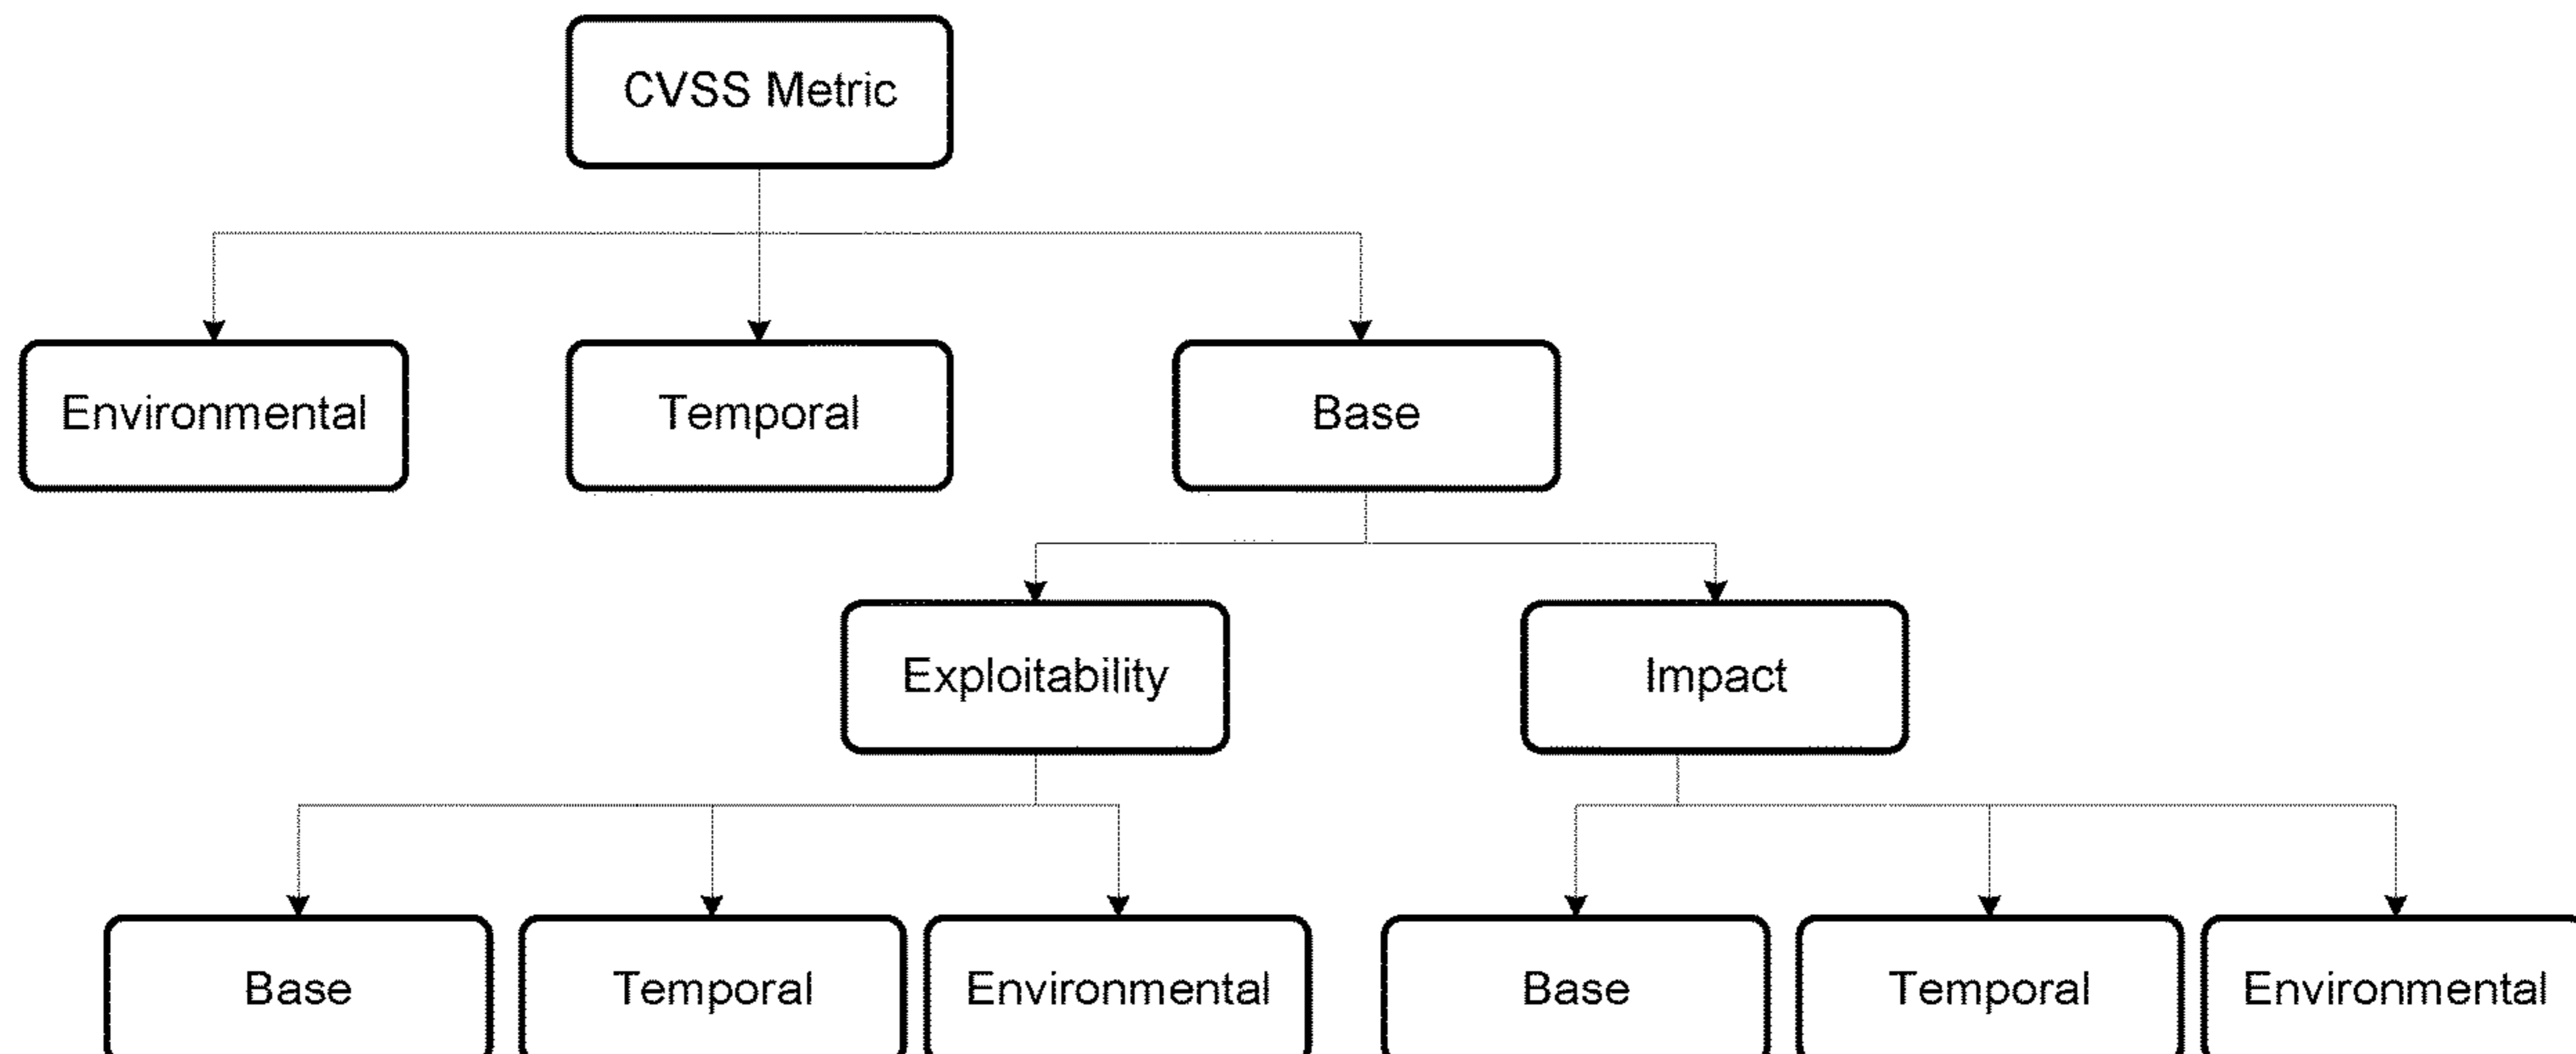 CVSS Metric
Environmental
Temporal
Base
Exploitability
Impact
Base
Temporal
Environmental
Base
Temporal
Environmental